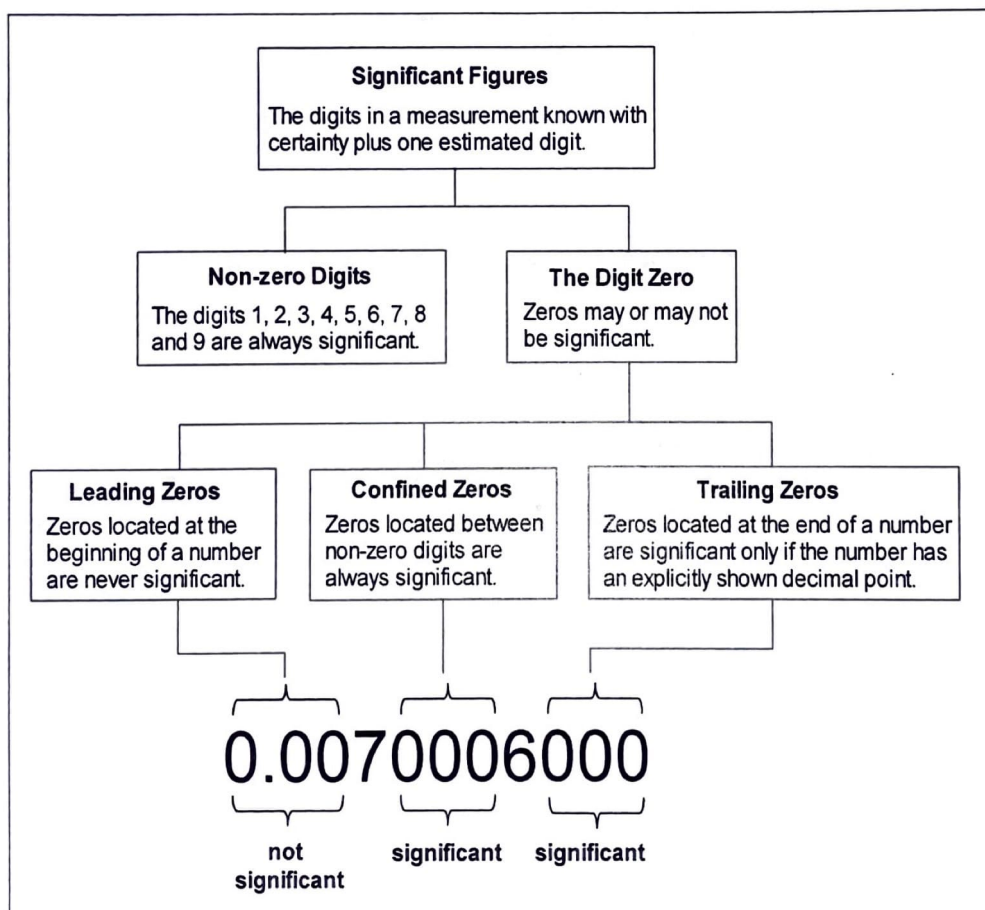 Significant Figures
The digits in a measurement known with
certainty plus one estimated digit.
Non-zero Digits
The digits 1, 2, 3, 4, 5, 6, 7, 8
and 9 are always significant.
The Digit Zero
Zeros may or may not
be significant.
Leading Zeros
Zeros located at the
beginning of a number
are never significant.
Confined Zeros
Zeros located between
non-zero digits are
always significant.
Trailing Zeros
Zeros located at the end of a number
are significant only if the number has
an explicitly shown decimal point.
0.0070006000
not
significant
significant
significant